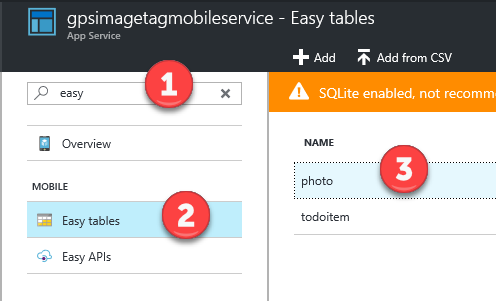 gpsimagetagmobileservice - Easy tables
App Service
Add
Add from CSV
easy
1
SQLite enabled, not recomme
Overview
NAME
MOBILE
photo
3
Easy tables
2
todoitem
Easy APIs